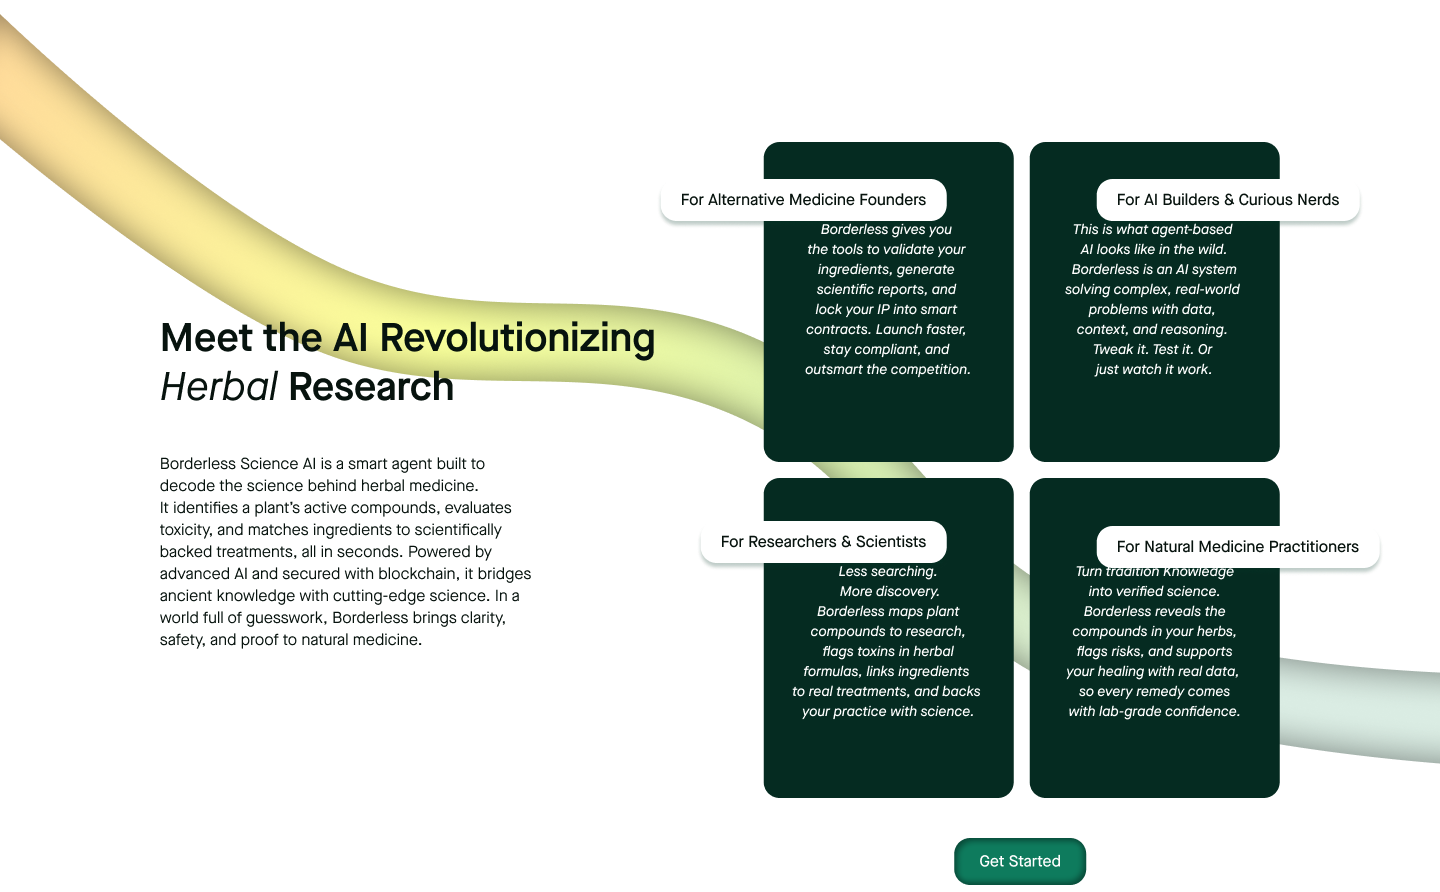 Meet the AI Revolutionizing
Herbal Research
Borderless Science AI is a smart agent built to
decode the science behind herbal medicine.
It identifies a plant's active compounds, evaluates
toxicity, and matches ingredients to scientifically
backed treatments, all in seconds. Powered by
advanced AI and secured with blockchain, it bridges
ancient knowledge with cutting-edge science. In a
world full of guesswork, Borderless brings clarity,
safety, and proof to natural medicine.
For Alternative Medicine Founders
Borderless gives you
the tools to validate your
ingredients, generate
scientific reports, and
lock your IP into smart
contracts. Launch faster,
stay compliant, and
outsmart the competition.
For AI Builders & Curious Nerds
This is what agent-based
AI looks like in the wild.
Borderless is an AI system
solving complex, real-world
problems with data,
context, and reasoning.
Tweak it. Test it. Or
just watch it work.
For Researchers & Scientists
Less searching.
More discovery.
Borderless maps plant
compounds to research,
flags toxins in herbal
formulas, links ingredients
to real treatments, and backs
your practice with science.
For Natural Medicine Practitioners
Turn tradition Knowledge
into verified science.
Borderless reveals the
compounds in your herbs,
flags risks, and supports
your healing with real data,
so every remedy comes
with lab-grade confidence.
Get Started